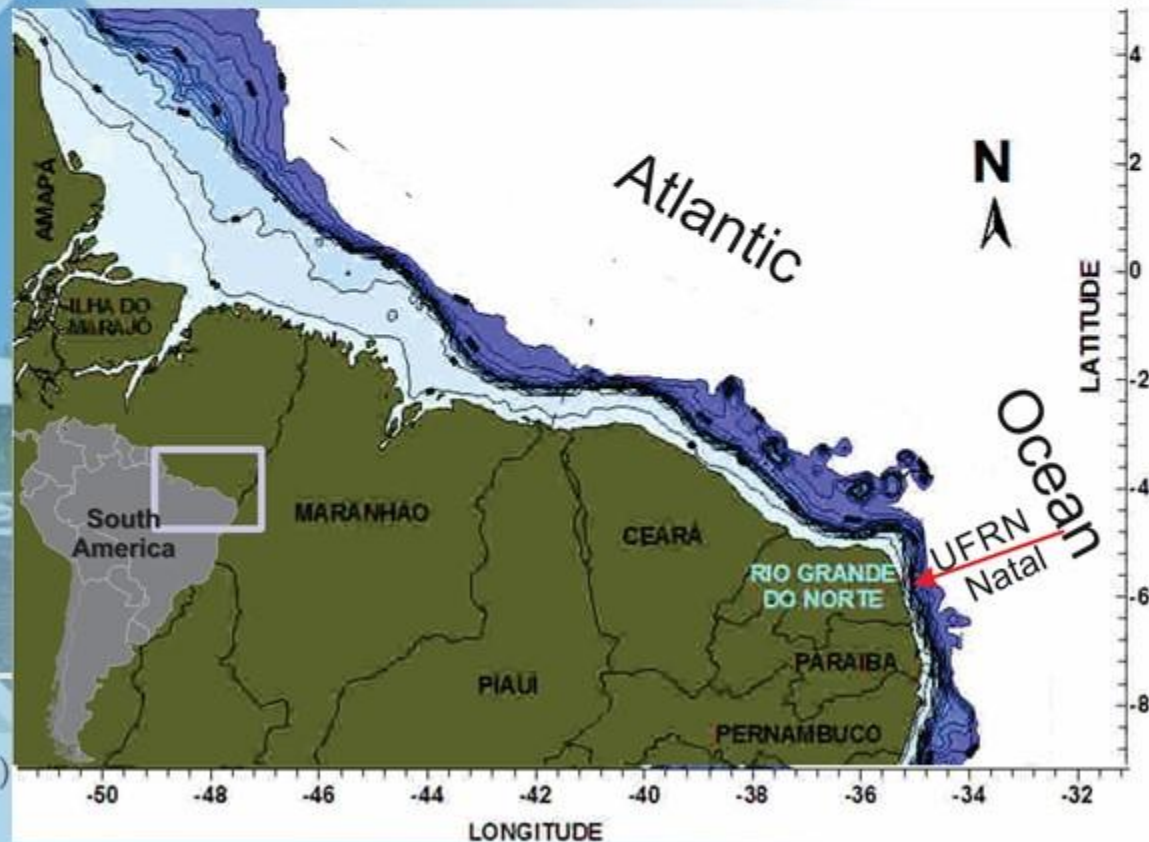 Atlantic
Ocean
N
AMAPÁ
ILHA DO
MARAJÓ
South
America
MARANHÃO
CEARÁ
PIAUÍ
RIO GRANDE
DO NORTE
PARAIBA
PERNAMBUCO
UFRN
Natal
4
2
0
-2
-4
-6
-8
LATITUDE
-50 -48 -46 -44 -42 -40 -38 -36 -34 -32
LONGITUDE